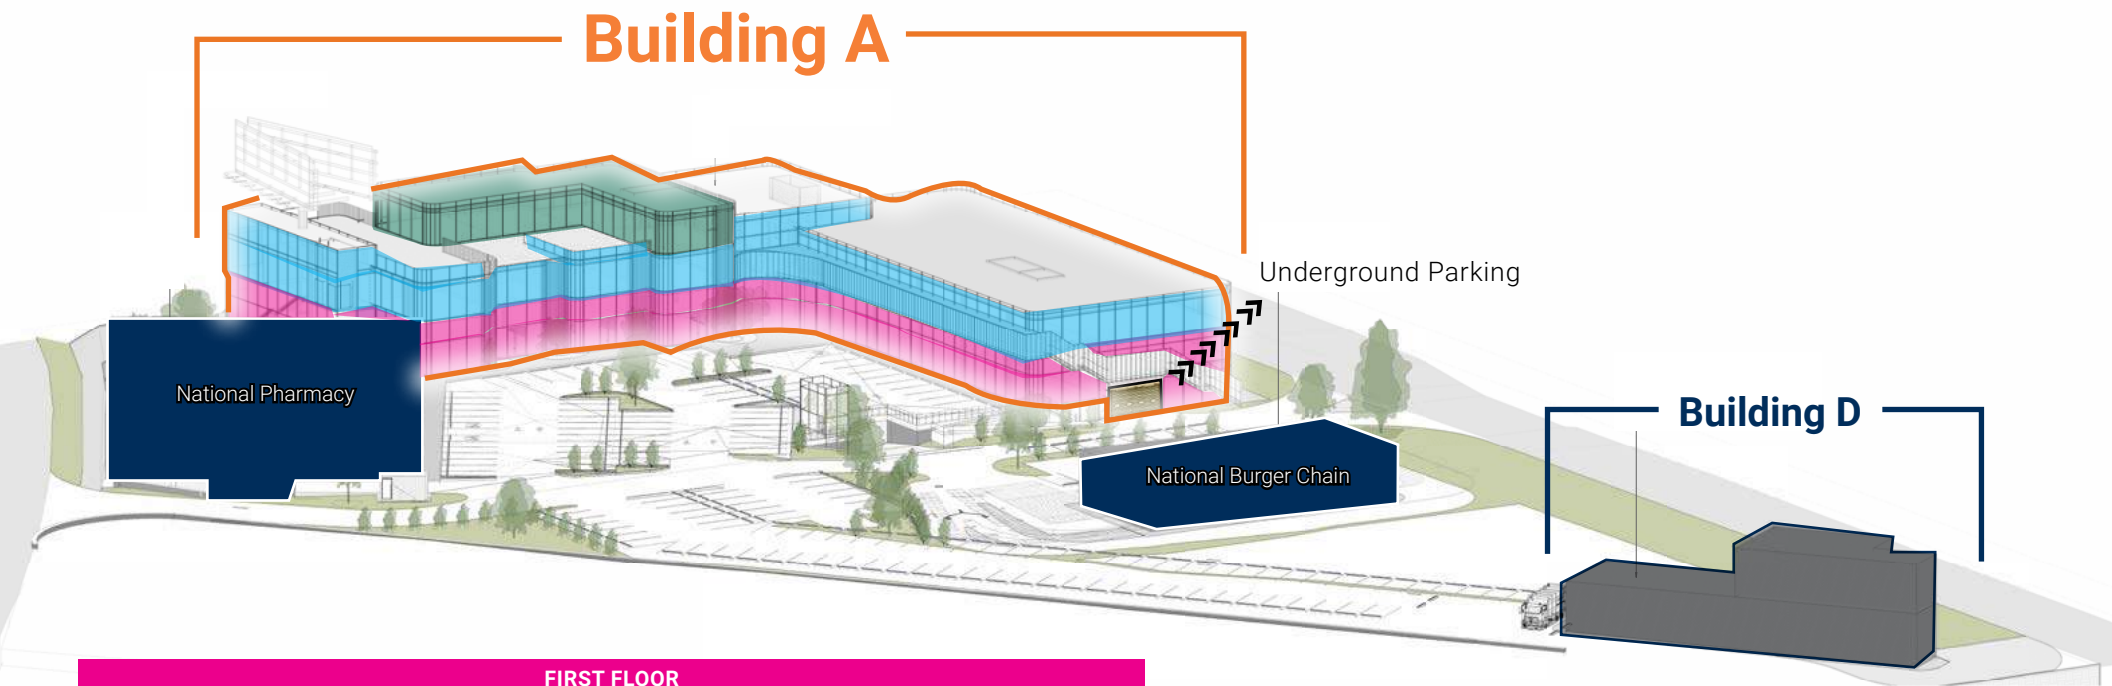 Building A
Underground Parking
National Pharmacy
Building D
National Burger Chain
FIRST FLOOR